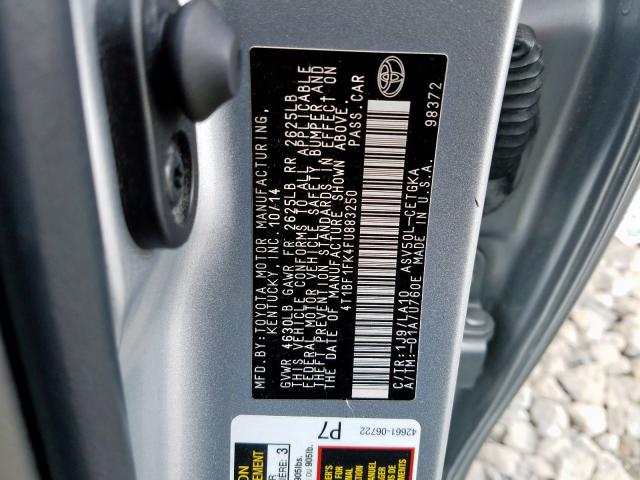 MFD.BY:TOYOTA MOTOR MANUFACTURING,
KENTUCKY, INC. 10/14
GVWR 4630LB GAWR FR 2625LB RR 2625LB
THIS VEHICLE CONFORMS TO ALL APPLICABLE
FEDERAL MOTOR VEHICLE SAFETY, BUMPER, AND
THEFT PREVENTION STANDARDS IN EFFECT ON
THE DATE OF MANUFACTURE SHOWN ABOVE.
4T1BF1FK4FU883250 PASS.CAR
C/TR:1J9/LA10 ASV50L-CETGKA
A/TM:-01A/U760E MADE IN U.S.A.
98372
P7
42661-06722
3